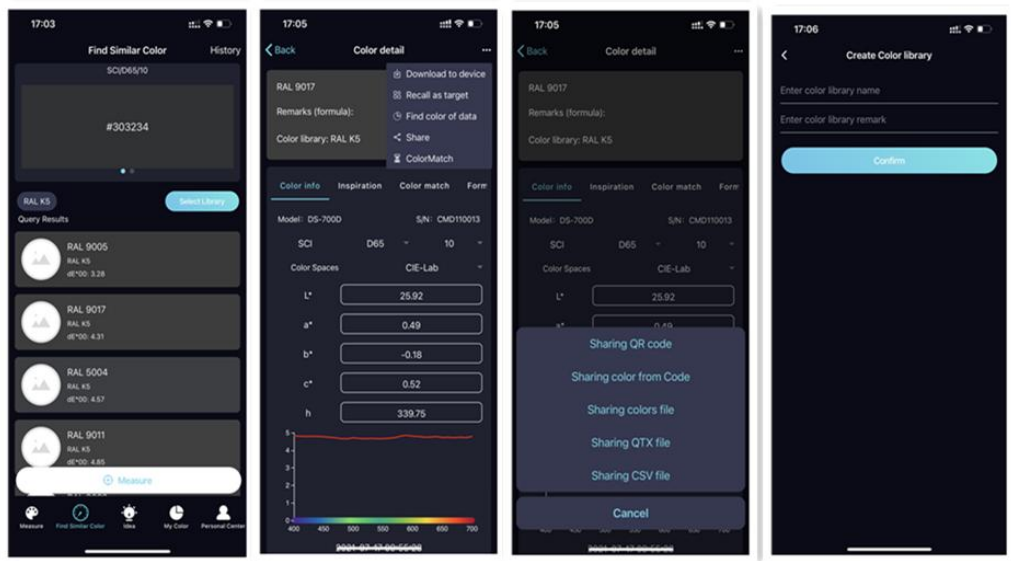 17:03
Find Similar Color
History
SCI/D65/10
#303234
RAL K5
Select Library
Query Results
RAL 9005
RAL K5
dE*00: 3.28
RAL 9017
RAL K5
dE*00: 4.31
RAL 5004
RAL K5
dE*00: 4.57
RAL 9011
RAL K5
dE*00: 4.85
Measure
Measure
Find Similar Color
Idea
My Color
Personal Center
17:05
Back
Color detail
RAL 9017
Remarks (formula):
Color library: RAL K5
Download to device
Recall as target
Find color of data
Share
ColorMatch
Color info
Inspiration
Color match
Form
Model: DS-700D
S/N: CMD110013
SCI
D65
10
Color Spaces
CIE-Lab
L* 25.92
a* 0.49
b* -0.18
c* 0.52
h 339.75
5
4
3
2
1
0
400 450 500 550 600 650 700
17:05
Back
Color detail
RAL 9017
Remarks (formula):
Color library: RAL K5
Color info
Inspiration
Color match
Form
Model: DS-700D
S/N: CMD110013
SCI
D65
10
Color Spaces
CIE-Lab
L* 25.92
a* 0.49
Sharing QR code
Sharing color from Code
Sharing colors file
Sharing QTX file
Sharing CSV file
Cancel
17:06
Create Color library
Enter color library name
Enter color library remark
Confirm